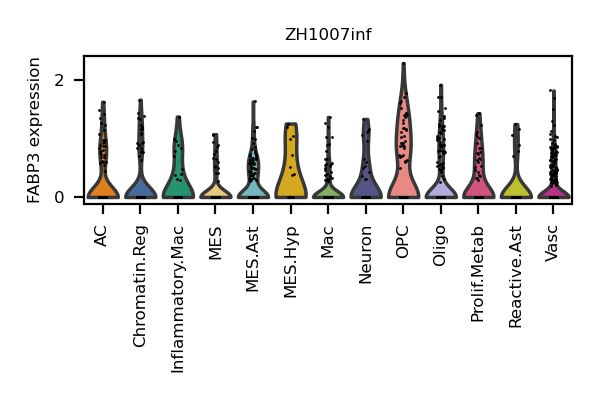 ZH1007inf
FABP3 expression
2
0
AC
Chromatin.Reg
Inflammatory.Mac
MES
MES.Ast
MES.Hyp
Mac
Neuron
OPC
Oligo
Prolif.Metab
Reactive.Ast
Vasc